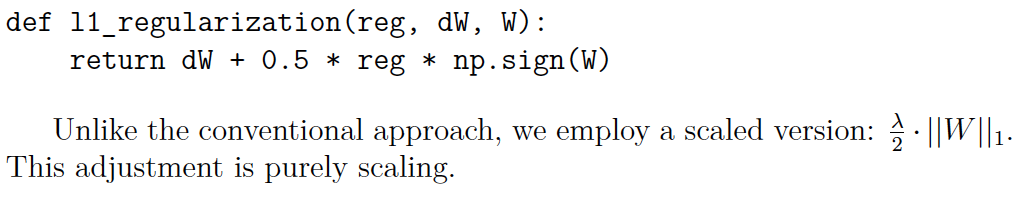 def l1_regularization(reg, dW, W):
    return dW + 0.5 * reg * np.sign(W)
Unlike the conventional approach, we employ a scaled version: λ/2 · ||W||₁.
This adjustment is purely scaling.